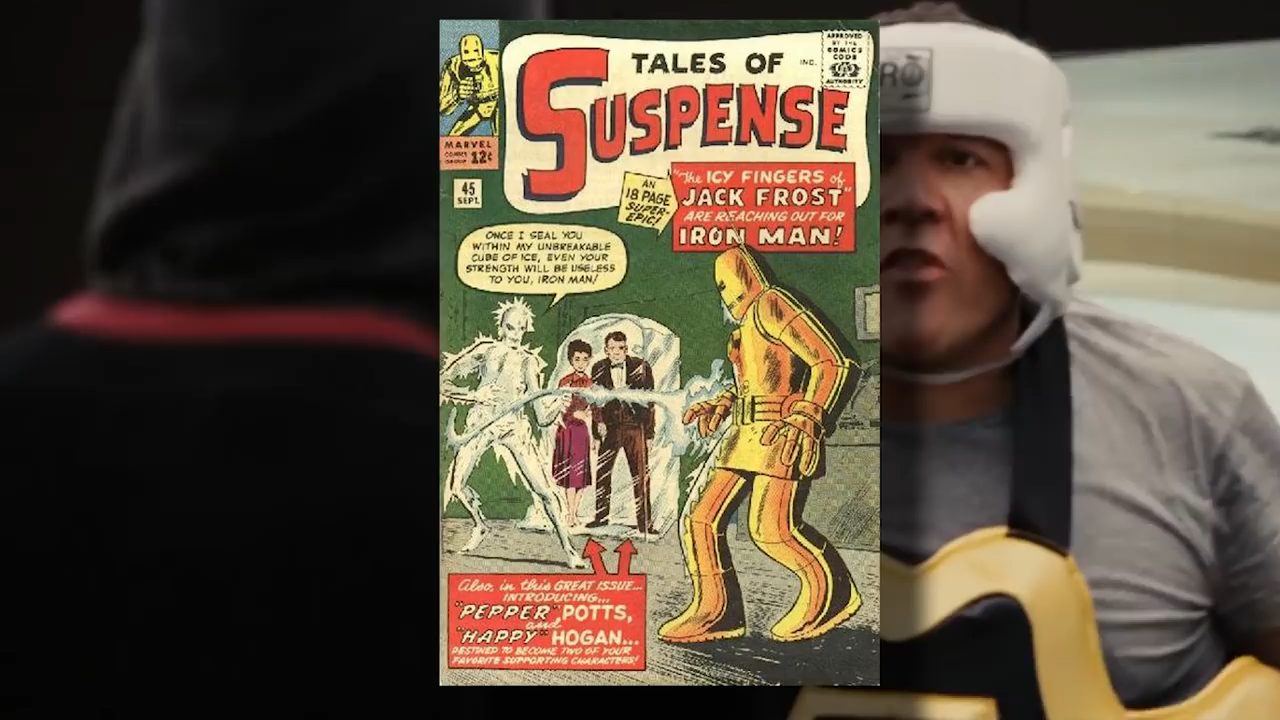 TALES OF
SUSPENSE
IND.
APPROVED
BY THE
COMICS
CODE
AUTHORITY
MARVEL
COMICS
GROUP 12¢
45
SEPT.
AN
18 PAGE
SUPER-
EPIC!
"The ICY FINGERS of
JACK FROST"
ARE REACHING OUT FOR
IRON MAN!
ONCE I SEAL YOU
WITHIN MY UNBREAKABLE
CUBE OF ICE, EVEN YOUR
STRENGTH WILL BE USELESS
TO YOU, IRON MAN!
Also, in this GREAT ISSUE...
INTRODUCING...
"PEPPER" POTTS,
and
"HAPPY" HOGAN...
DESTINED TO BECOME TWO OF YOUR
FAVORITE SUPPORTING CHARACTERS!